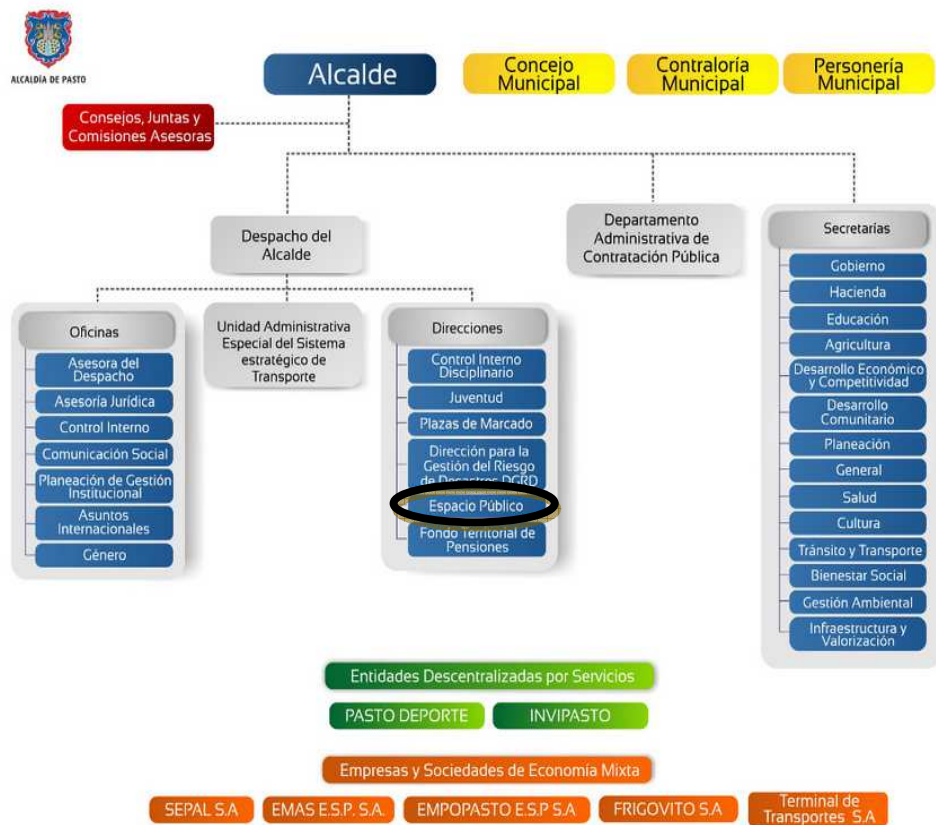 ALCALDÍA DE PASTO
Alcalde
Concejo
Municipal
Contraloría
Municipal
Personería
Municipal
Consejos, Juntas y
Comisiones Asesoras
Despacho del
Alcalde
Departamento
Administrativa de
Contratación Pública
Secretarías
Gobierno
Hacienda
Educación
Agricultura
Desarrollo Económico
y Competitividad
Desarrollo
Comunitario
Planeación
General
Salud
Cultura
Tránsito y Transporte
Bienestar Social
Gestión Ambiental
Infraestructura y
Valorización
Oficinas
Asesora del
Despacho
Asesoría Jurídica
Control Interno
Comunicación Social
Planeación de Gestión
Institucional
Asuntos
Internacionales
Género
Unidad Administrativa
Especial del Sistema
estratégico de
Transporte
Direcciones
Control Interno
Disciplinario
Juventud
Plazas de Marcado
Dirección para la
Gestión del Riesgo
de Desastres DGRD
Espacio Público
Fondo Territorial de
Pensiones
Entidades Descentralizadas por Servicios
PASTO DEPORTE
INVIPASTO
Empresas y Sociedades de Economía Mixta
SEPAL S.A
EMAS E.S.P. S.A.
EMPOPASTO E.S.P S.A
FRIGOVITO S.A
Terminal de
Transportes S.A